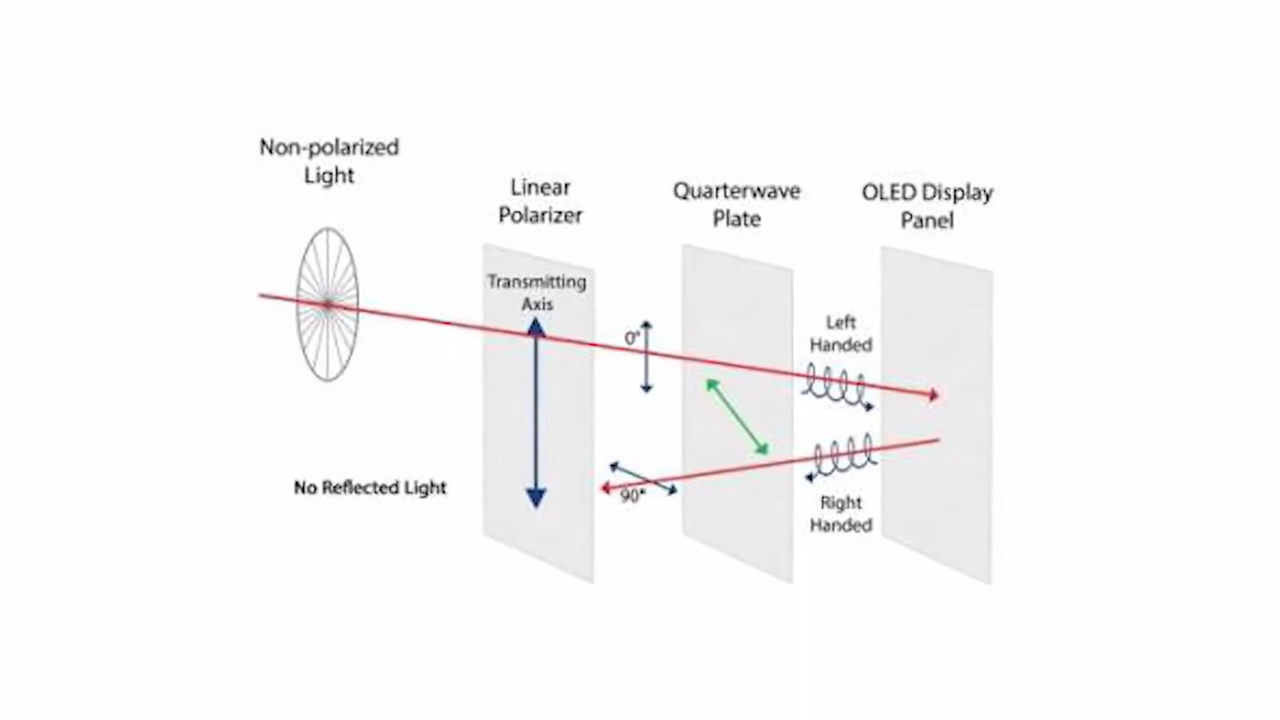 Non-polarized
Light
Linear
Polarizer
Quarterwave
Plate
OLED Display
Panel
Transmitting
Axis
0°
Left
Handed
90°
No Reflected Light
Right
Handed